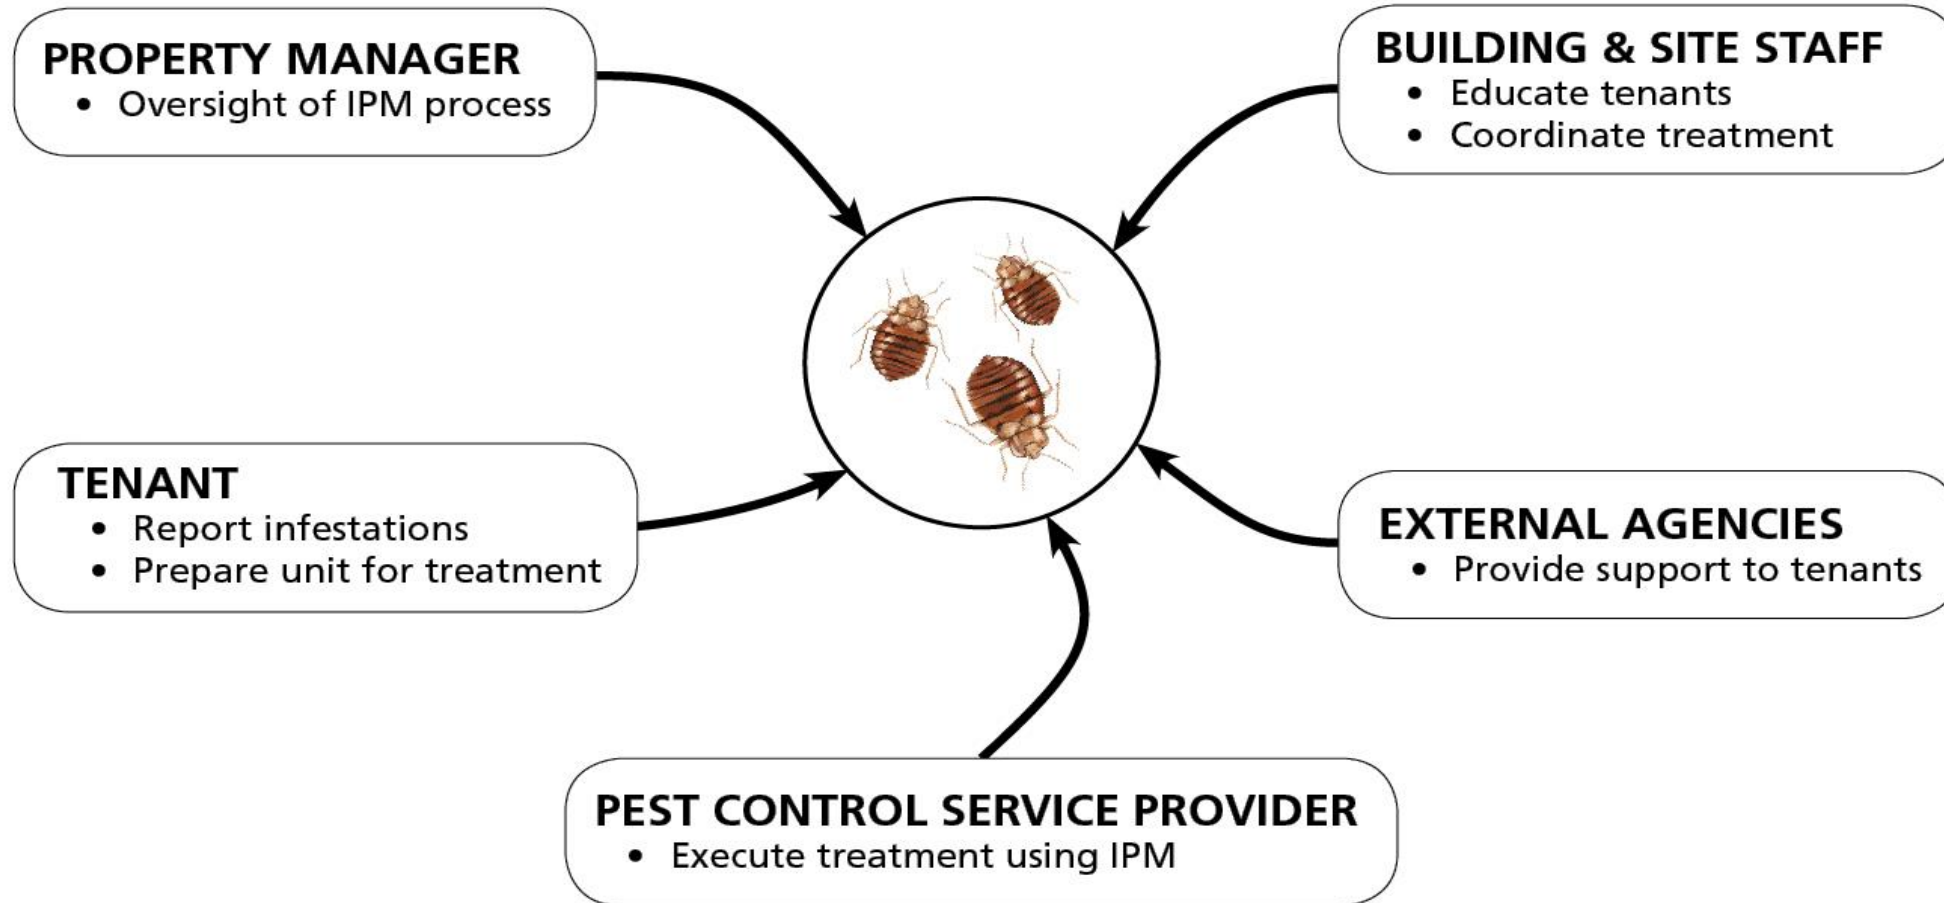 PROPERTY MANAGER
• Oversight of IPM process
BUILDING & SITE STAFF
• Educate tenants
• Coordinate treatment
TENANT
• Report infestations
• Prepare unit for treatment
EXTERNAL AGENCIES
• Provide support to tenants
PEST CONTROL SERVICE PROVIDER
• Execute treatment using IPM